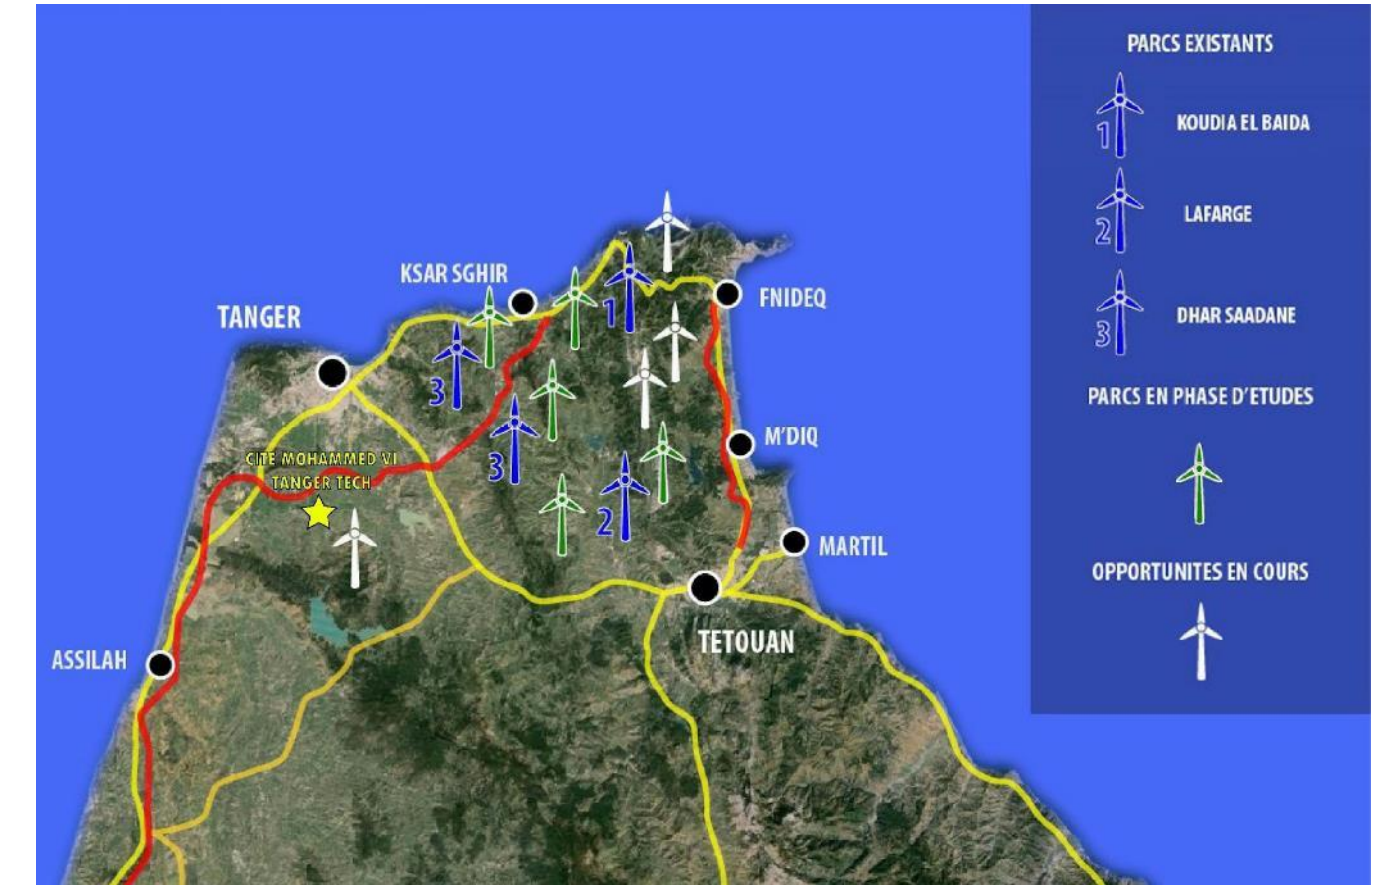 PARCS EXISTANTS
1
KOUDIA EL BAIDA
2
LAFARGE
3
DHAR SAADANE
PARCS EN PHASE D'ETUDES
OPPORTUNITES EN COURS
KSAR SGHIR
TANGER
1
FNIDEQ
3
M'DIQ
CITE MOHAMMED VI
TANGER TECH
3
2
MARTIL
TETOUAN
ASSILAH